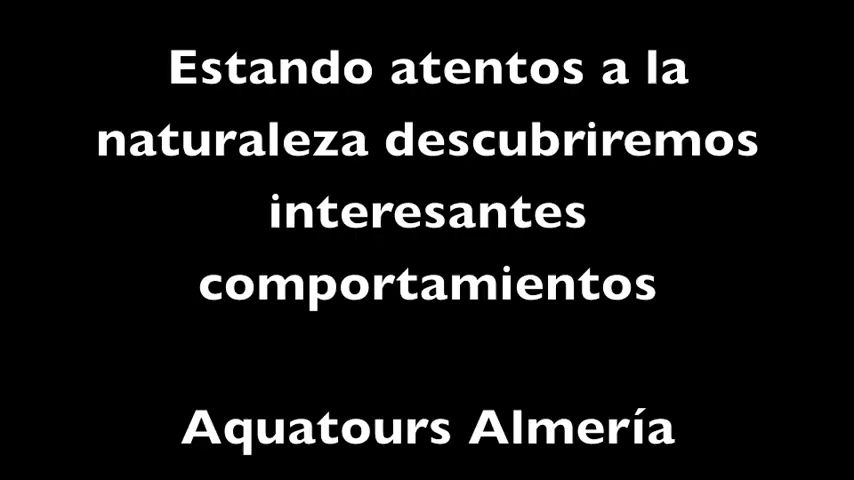 Estando atentos a la
naturaleza descubriremos
interesantes
comportamientos
Aquatours Almería